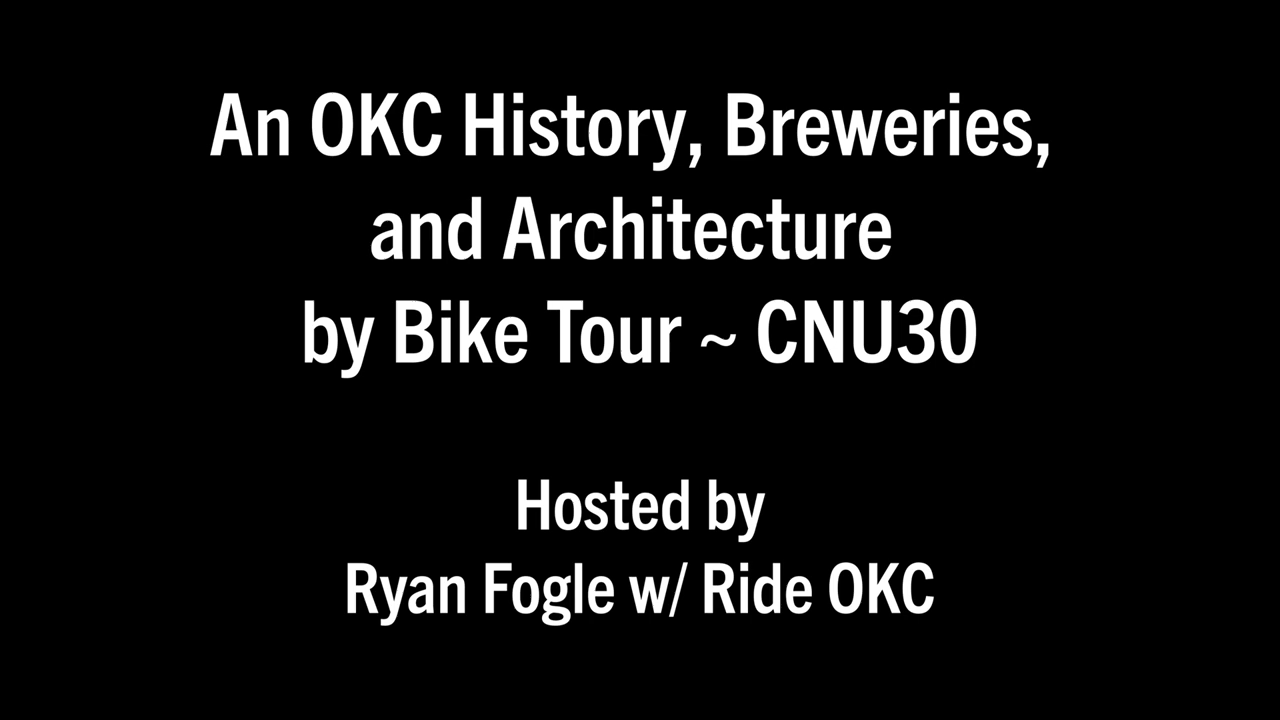 An OKC History, Breweries,
and Architecture
by Bike Tour ~ CNU30
Hosted by
Ryan Fogle w/ Ride OKC